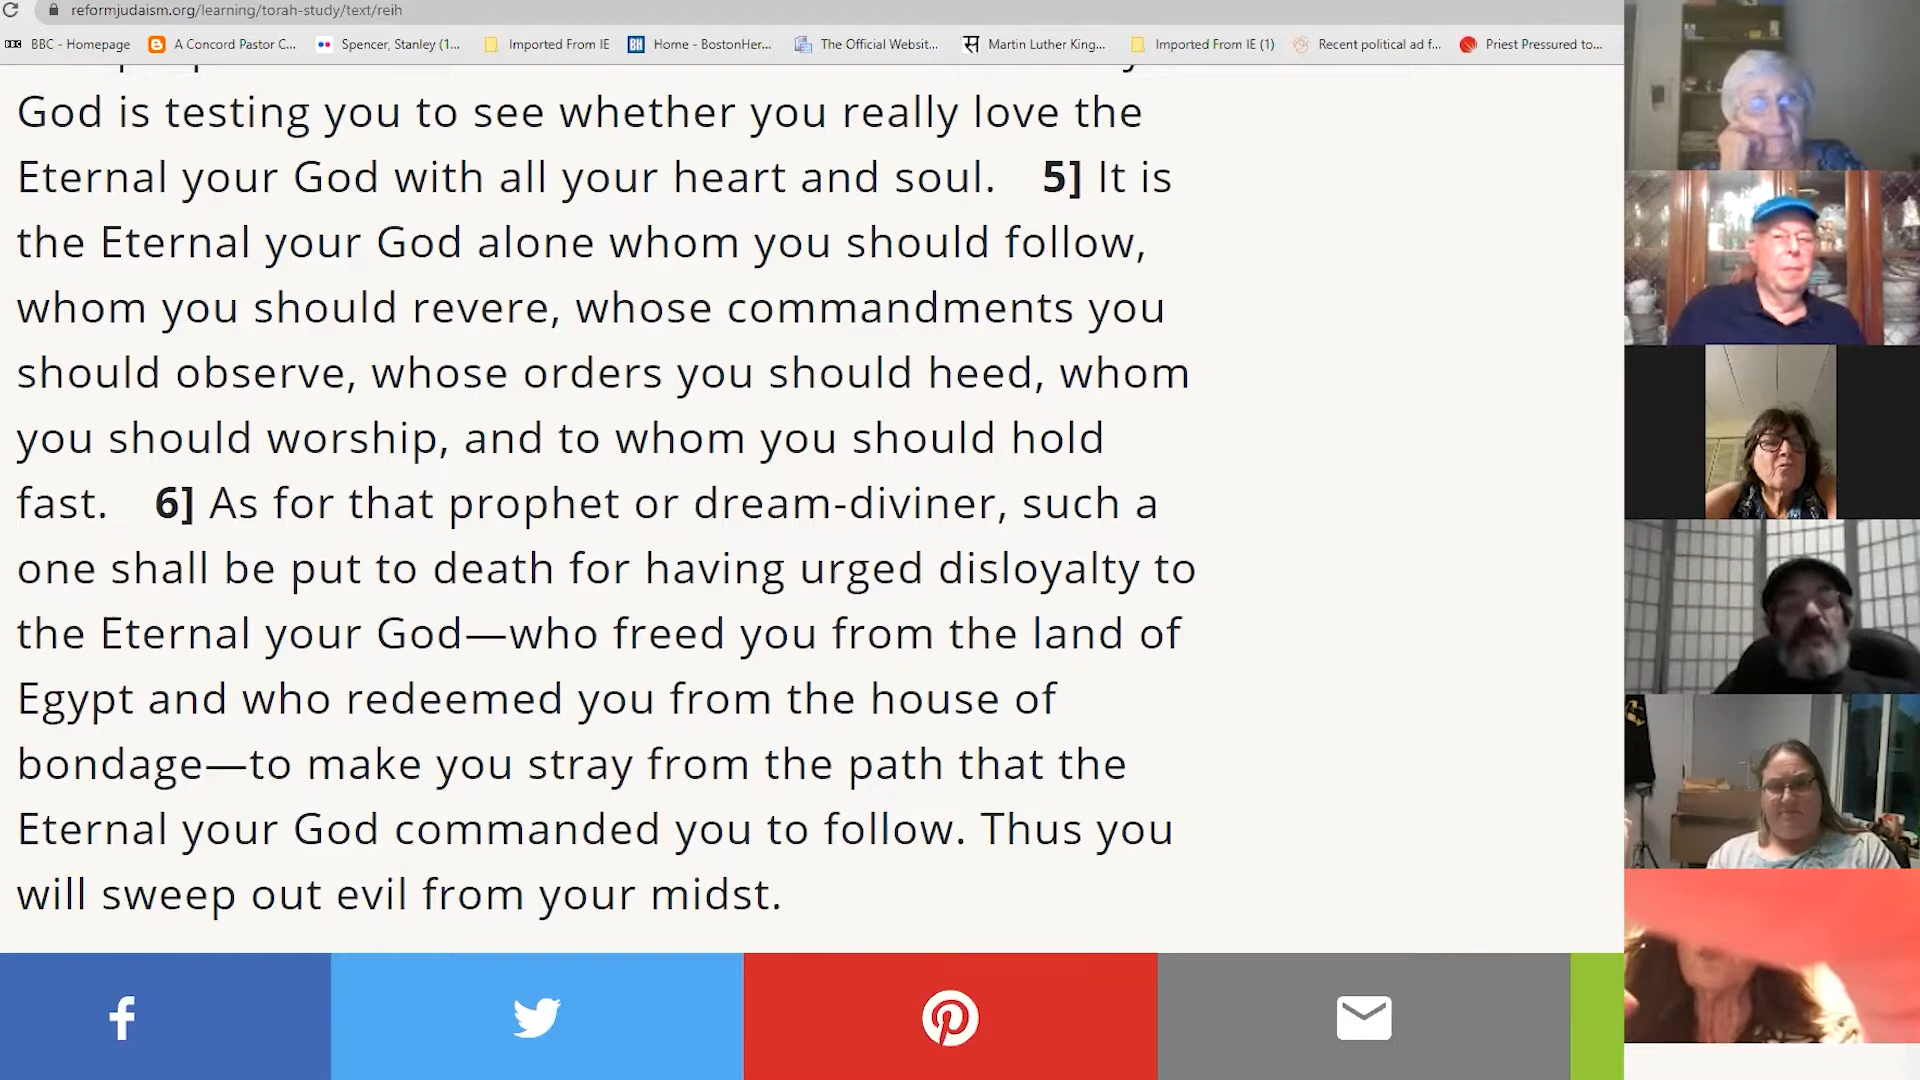 reformjudaism.org/learning/torah-study/text/reih
BBC BBC - Homepage A Concord Pastor C... Spencer, Stanley (1... Imported From IE BH Home - BostonHer... The Official Websit... Martin Luther King,... Imported From IE (1) Recent political ad f... Priest Pressured to...
God is testing you to see whether you really love the
Eternal your God with all your heart and soul. 5] It is
the Eternal your God alone whom you should follow,
whom you should revere, whose commandments you
should observe, whose orders you should heed, whom
you should worship, and to whom you should hold
fast. 6] As for that prophet or dream-diviner, such a
one shall be put to death for having urged disloyalty to
the Eternal your God—who freed you from the land of
Egypt and who redeemed you from the house of
bondage—to make you stray from the path that the
Eternal your God commanded you to follow. Thus you
will sweep out evil from your midst.